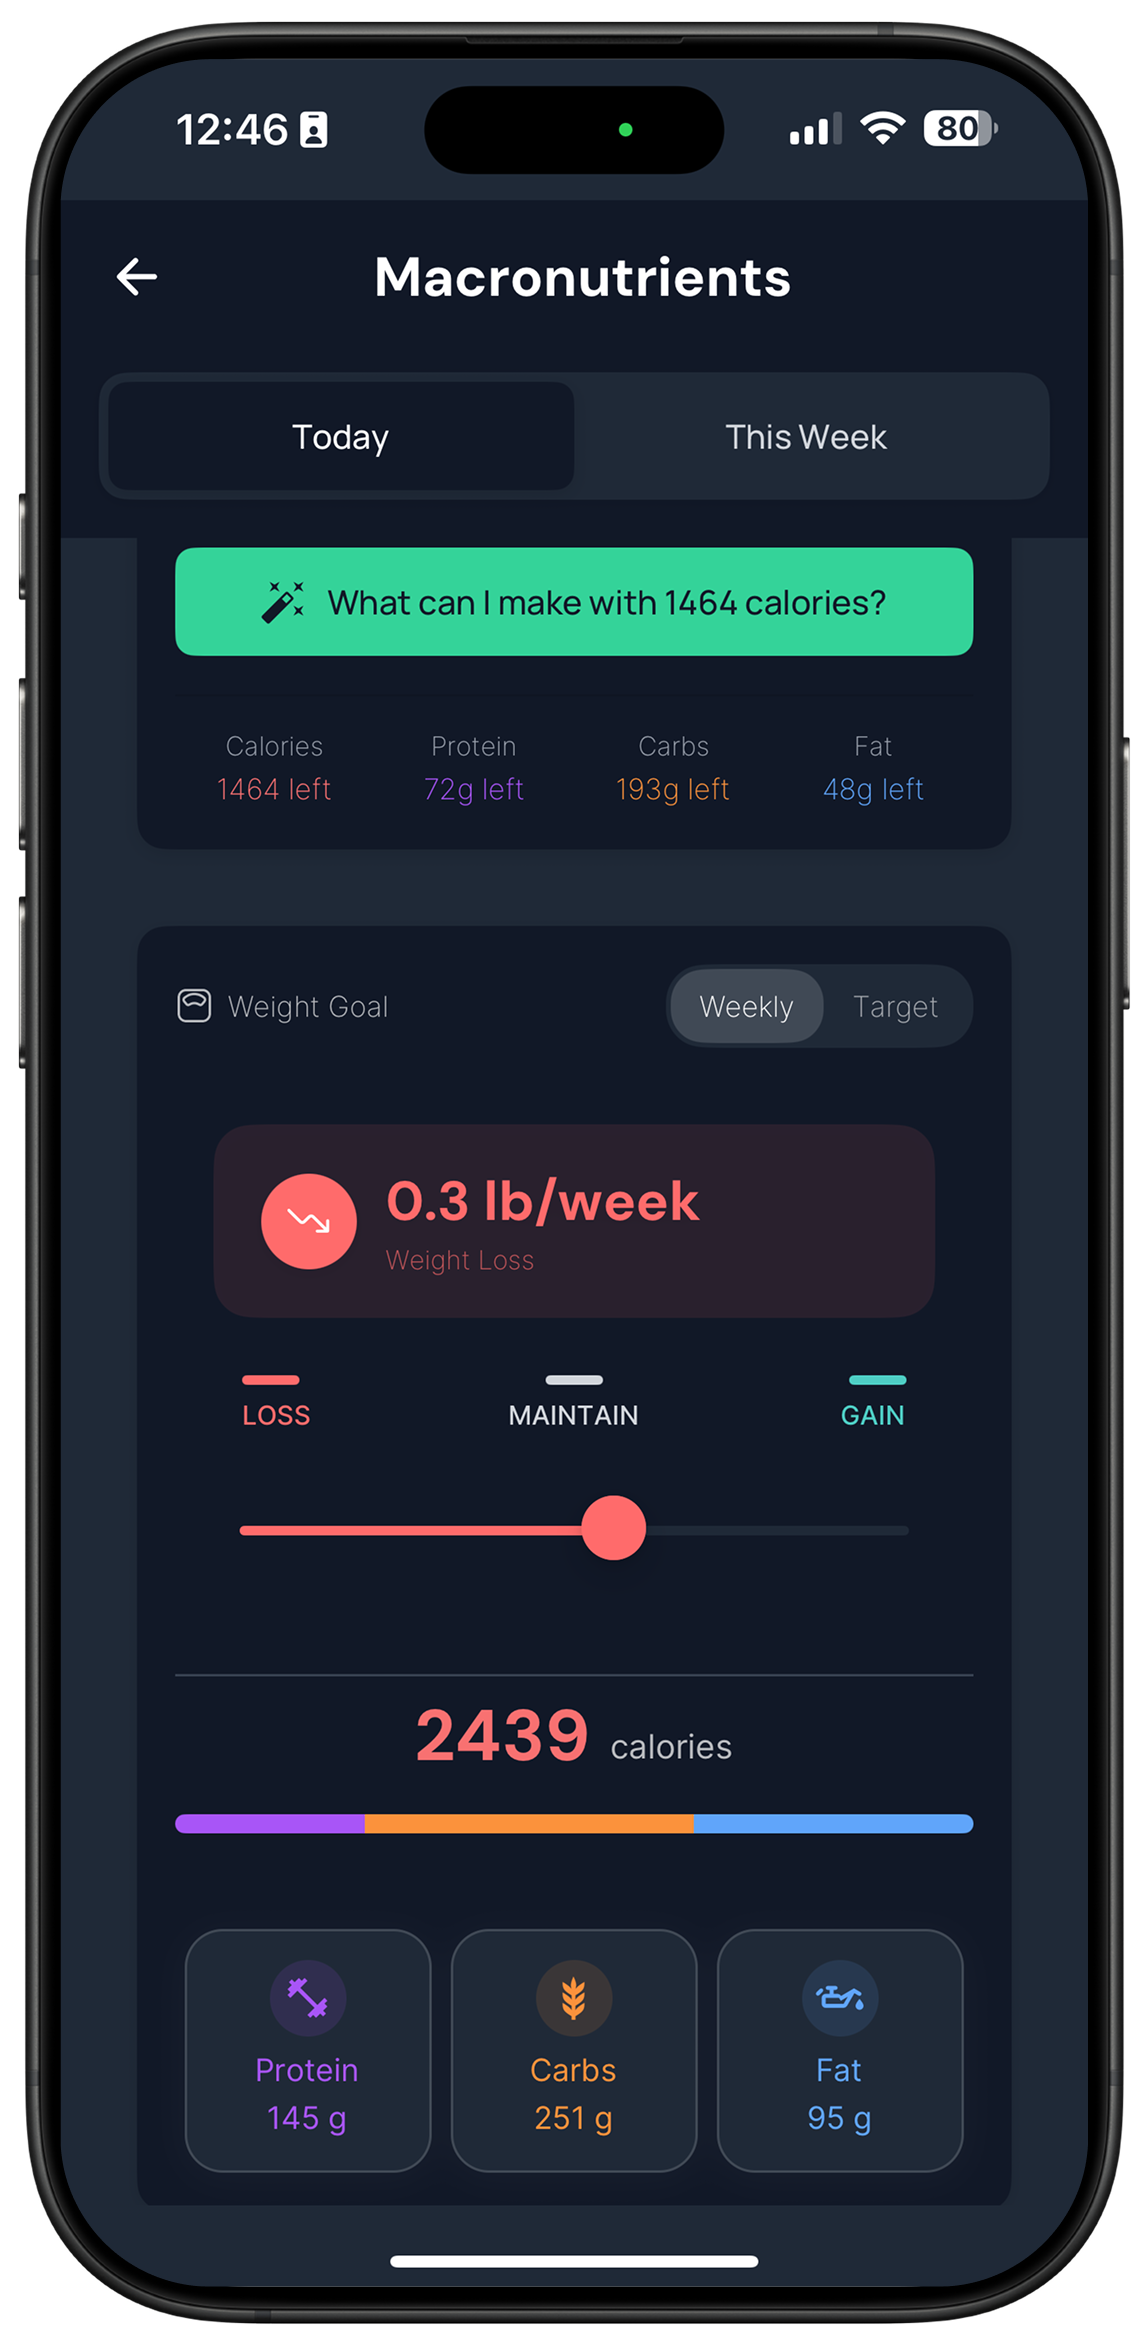 12:46
80
Macronutrients
Today
This Week
What can I make with 1464 calories?
Calories
Protein
Carbs
Fat
1464 left
72g left
193g left
48g left
Weight Goal
Weekly
Target
0.3 lb/week
Weight Loss
LOSS
MAINTAIN
GAIN
2439 calories
Protein
145 g
Carbs
251 g
Fat
95 g